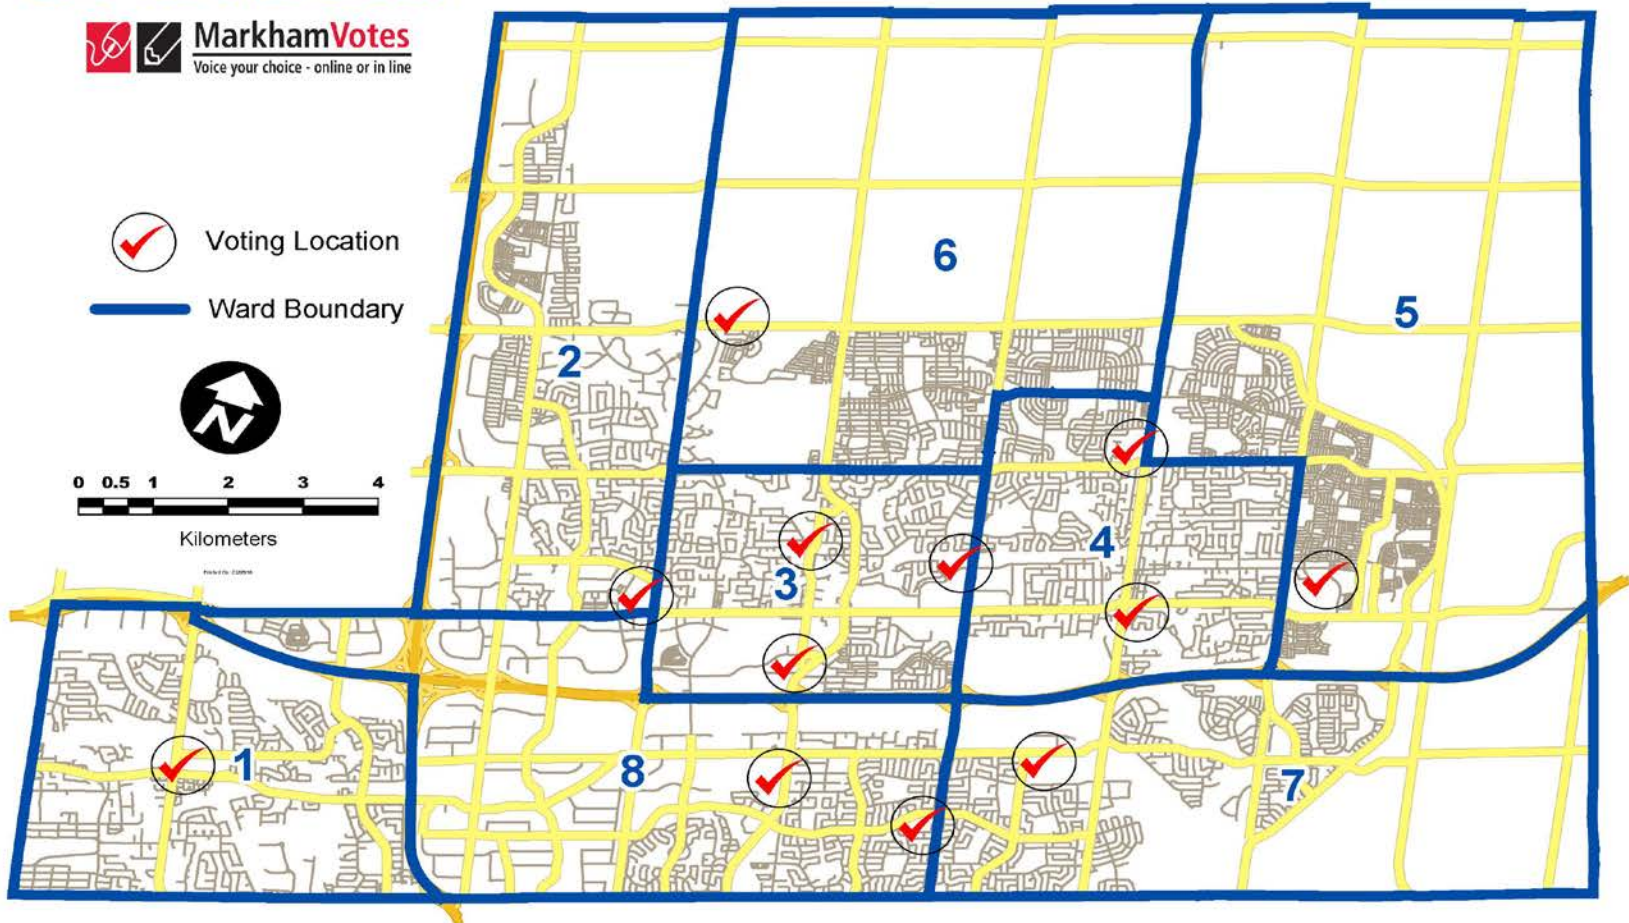 MarkhamVotes
Voice your choice - online or in line
Voting Location
Ward Boundary
N
0 0.5 1 2 3 4
Kilometers
6
5
2
4
3
1
8
7